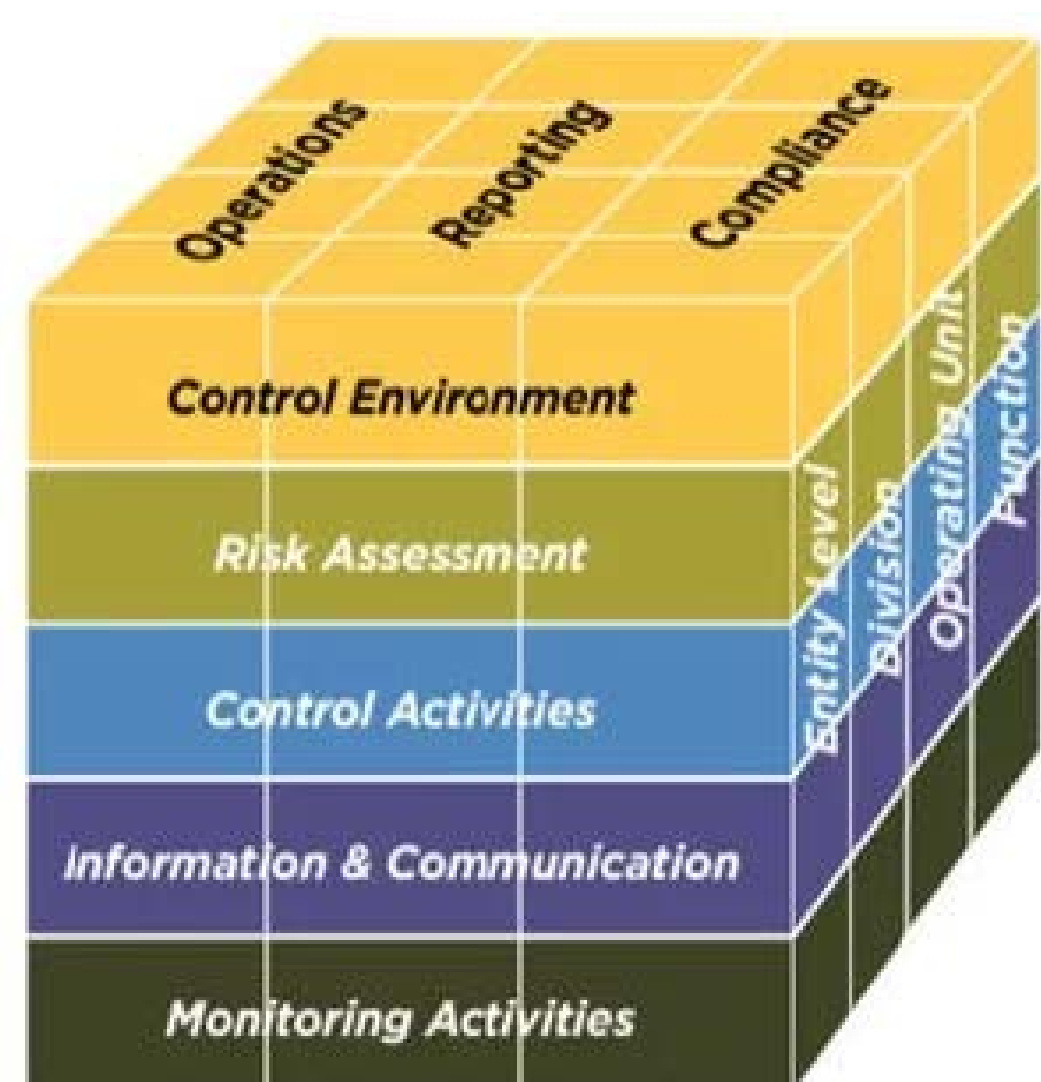 Operations
Reporting
Compliance
Control Environment
Risk Assessment
Control Activities
Information & Communication
Monitoring Activities
Entity Level
Division
Operating Unit
Function